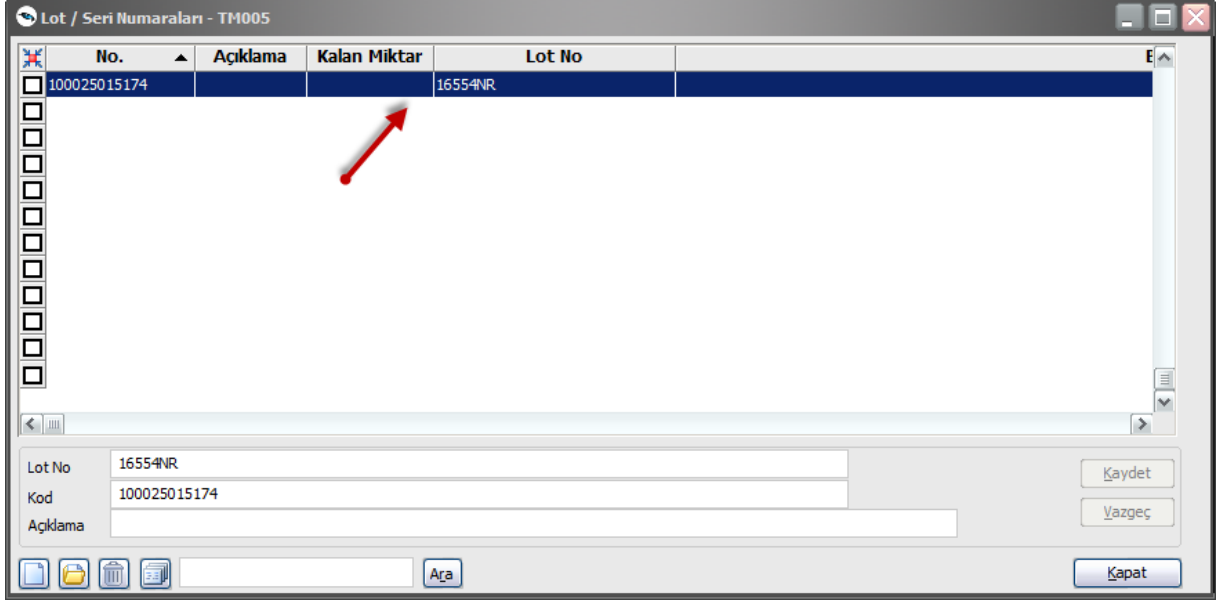 Lot / Seri Numaraları - TM005
No. Açıklama Kalan Miktar Lot No
100025015174 16554NR
Lot No 16554NR
Kod 100025015174
Açıklama
Kaydet
Vazgeç
Ara
Kapat